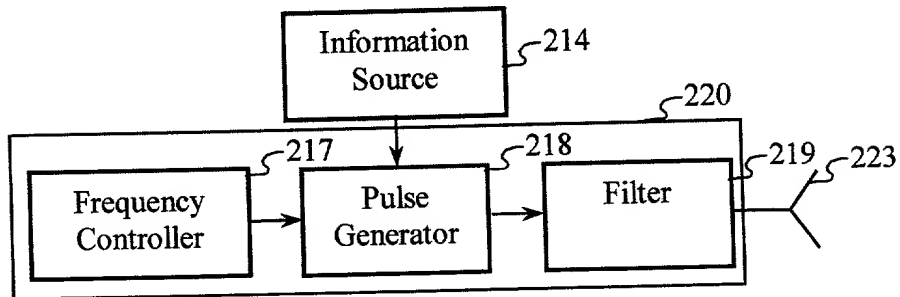 Information
Source
214
220
217
218
219
223
Frequency
Controller
Pulse
Generator
Filter